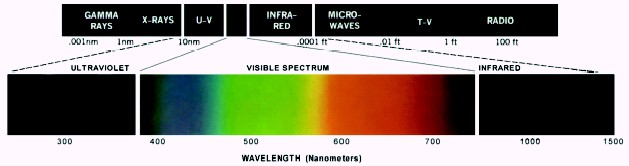 GAMMA RAYS X-RAYS U-V INFRA-RED MICRO-WAVES T-V RADIO
.001nm 1nm 10nm .0001 ft .01 ft 1 ft 100 ft
ULTRAVIOLET VISIBLE SPECTRUM INFRARED
300 400 500 600 700 1000 1500
WAVELENGTH (Nanometers)